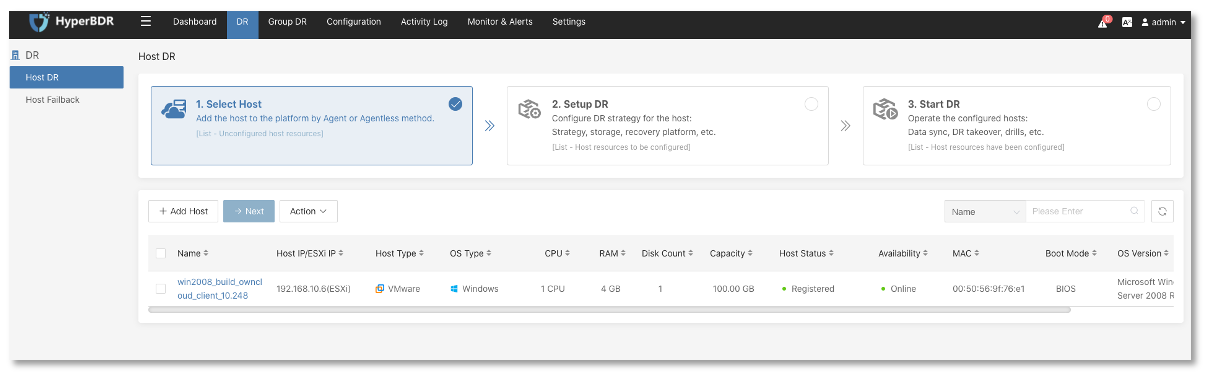 HyperBDR
Dashboard
DR
Group DR
Configuration
Activity Log
Monitor & Alerts
Settings
0
admin
DR
Host DR
Host Failback
Host DR
1. Select Host
Add the host to the platform by Agent or Agentless method.
[List - Unconfigured host resources]
2. Setup DR
Configure DR strategy for the host:
Strategy, storage, recovery platform, etc.
[List - Host resources to be configured]
3. Start DR
Operate the configured hosts:
Data sync, DR takeover, drills, etc.
[List - Host resources have been configured]
+ Add Host
→ Next
Action
Name
Please Enter
Name Host IP/ESXi IP Host Type OS Type CPU RAM Disk Count Capacity Host Status Availability MAC Boot Mode OS Version
win2008_build_owncl
oud_client_10.248
192.168.10.6(ESXi)
VMware
Windows
1 CPU
4 GB
1
100.00 GB
Registered
Online
00:50:56:9f:76:e1
BIOS
Microsoft Win
Server 2008 R